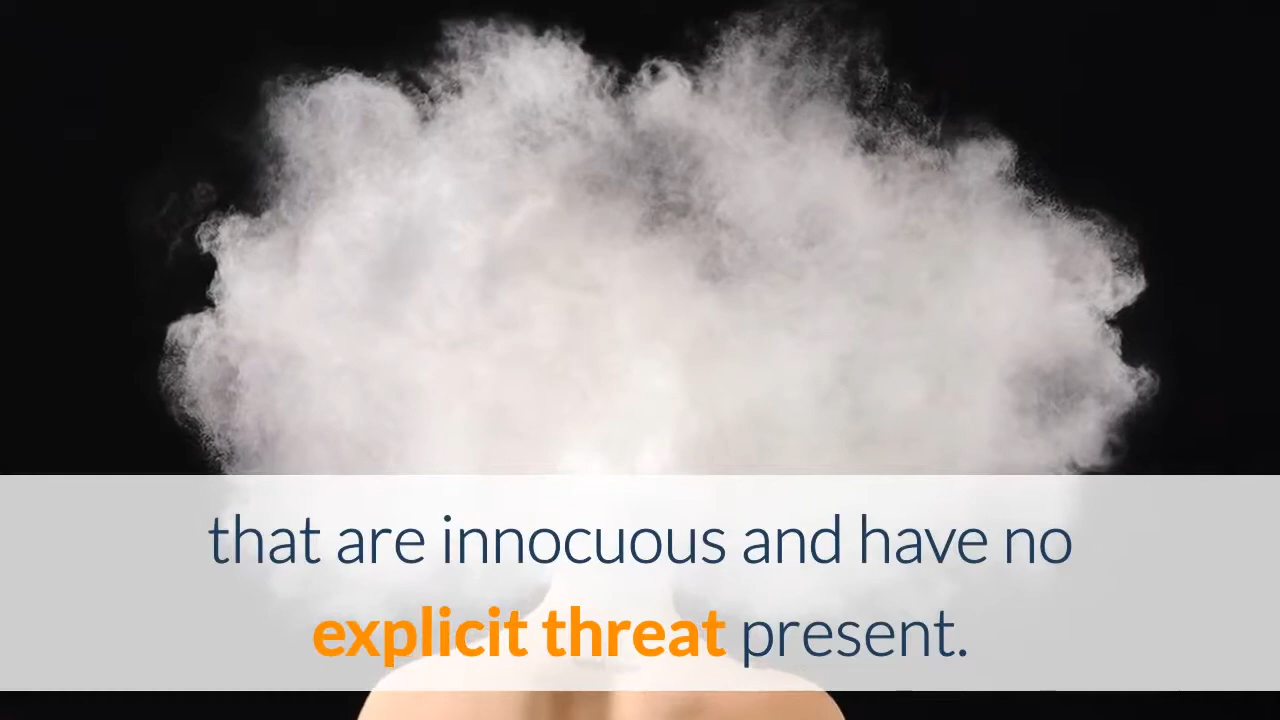 that are innocuous and have no
explicit threat present.